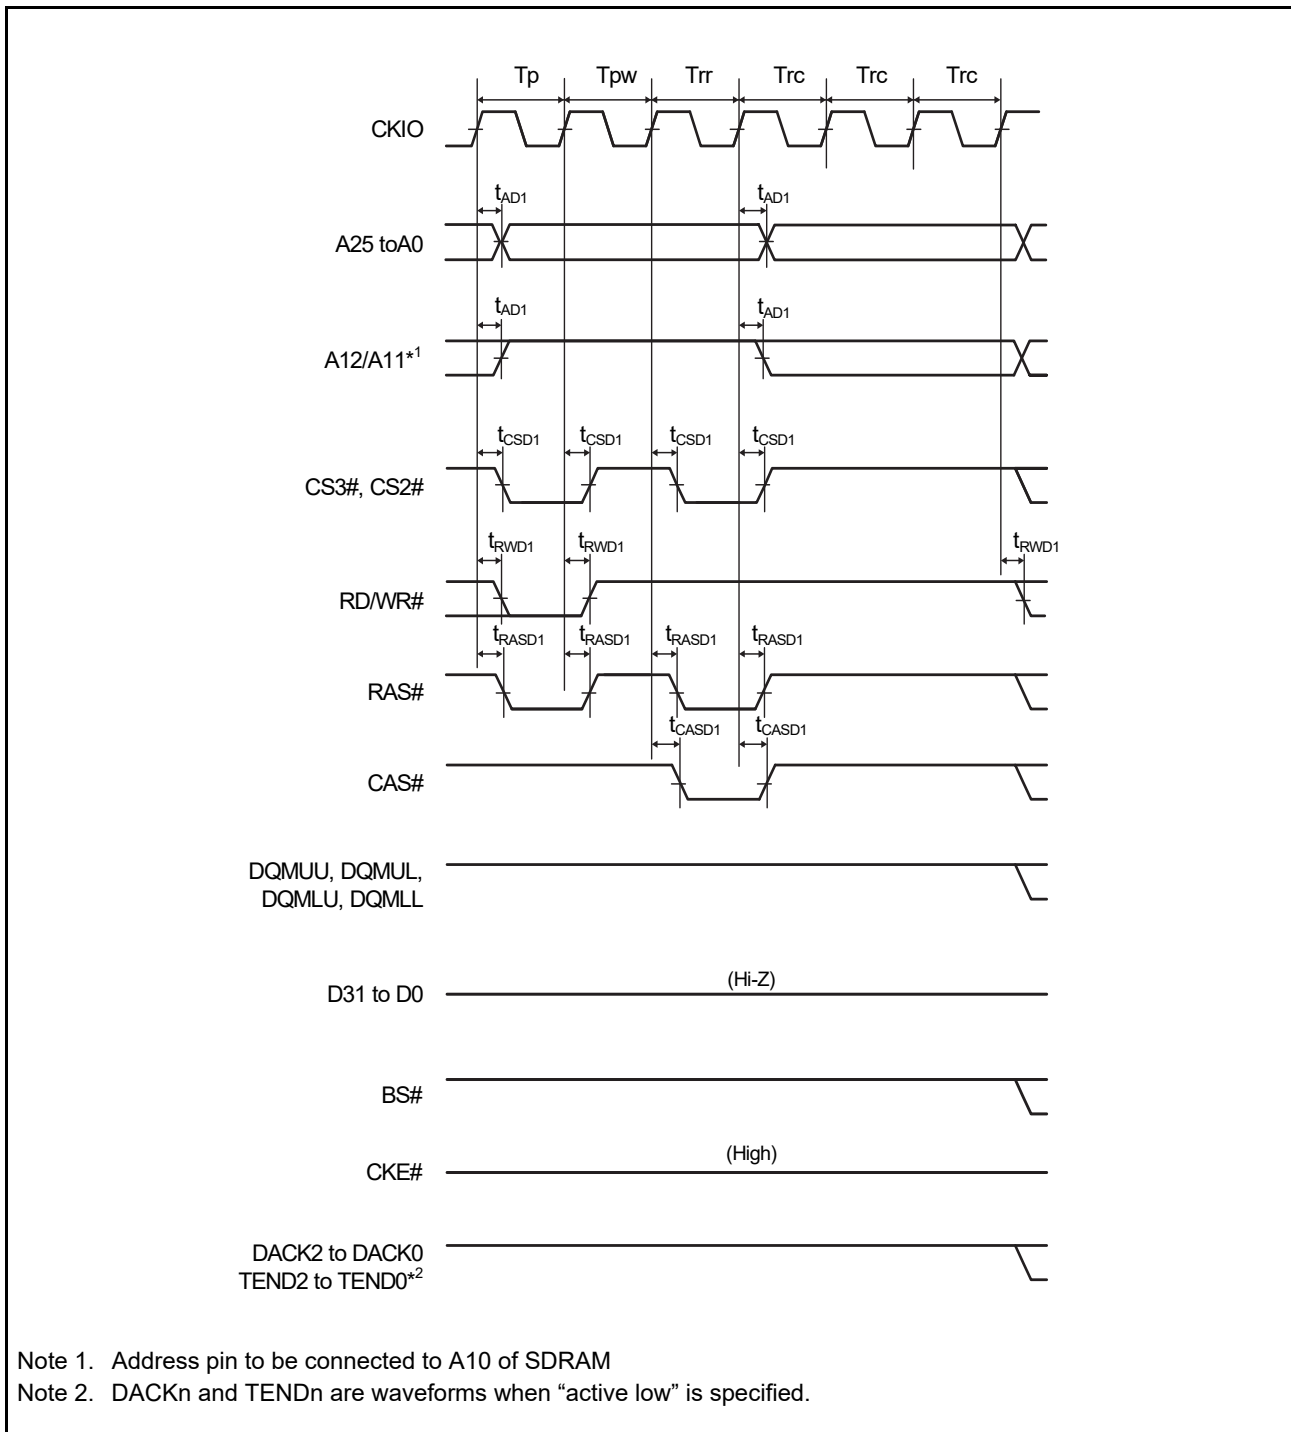 Tp Tpw Trr Trc Trc Trc
CKIO
tAD1 tAD1
A25 toA0
tAD1 tAD1
A12/A11*1
tCSD1 tCSD1 tCSD1 tCSD1
CS3#, CS2#
tRWD1 tRWD1 tRWD1
RD/WR#
tRASD1 tRASD1 tRASD1 tRASD1
RAS#
tCASD1 tCASD1
CAS#
DQMUU, DQMUL,
DQMLU, DQMLL
(Hi-Z)
D31 to D0
BS#
(High)
CKE#
DACK2 to DACK0
TEND2 to TEND0*2
Note 1. Address pin to be connected to A10 of SDRAM
Note 2. DACKn and TENDn are waveforms when “active low” is specified.